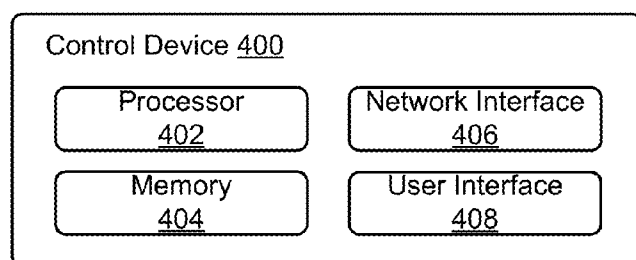 Control Device 400
Processor
402
Network Interface
406
Memory
404
User Interface
408